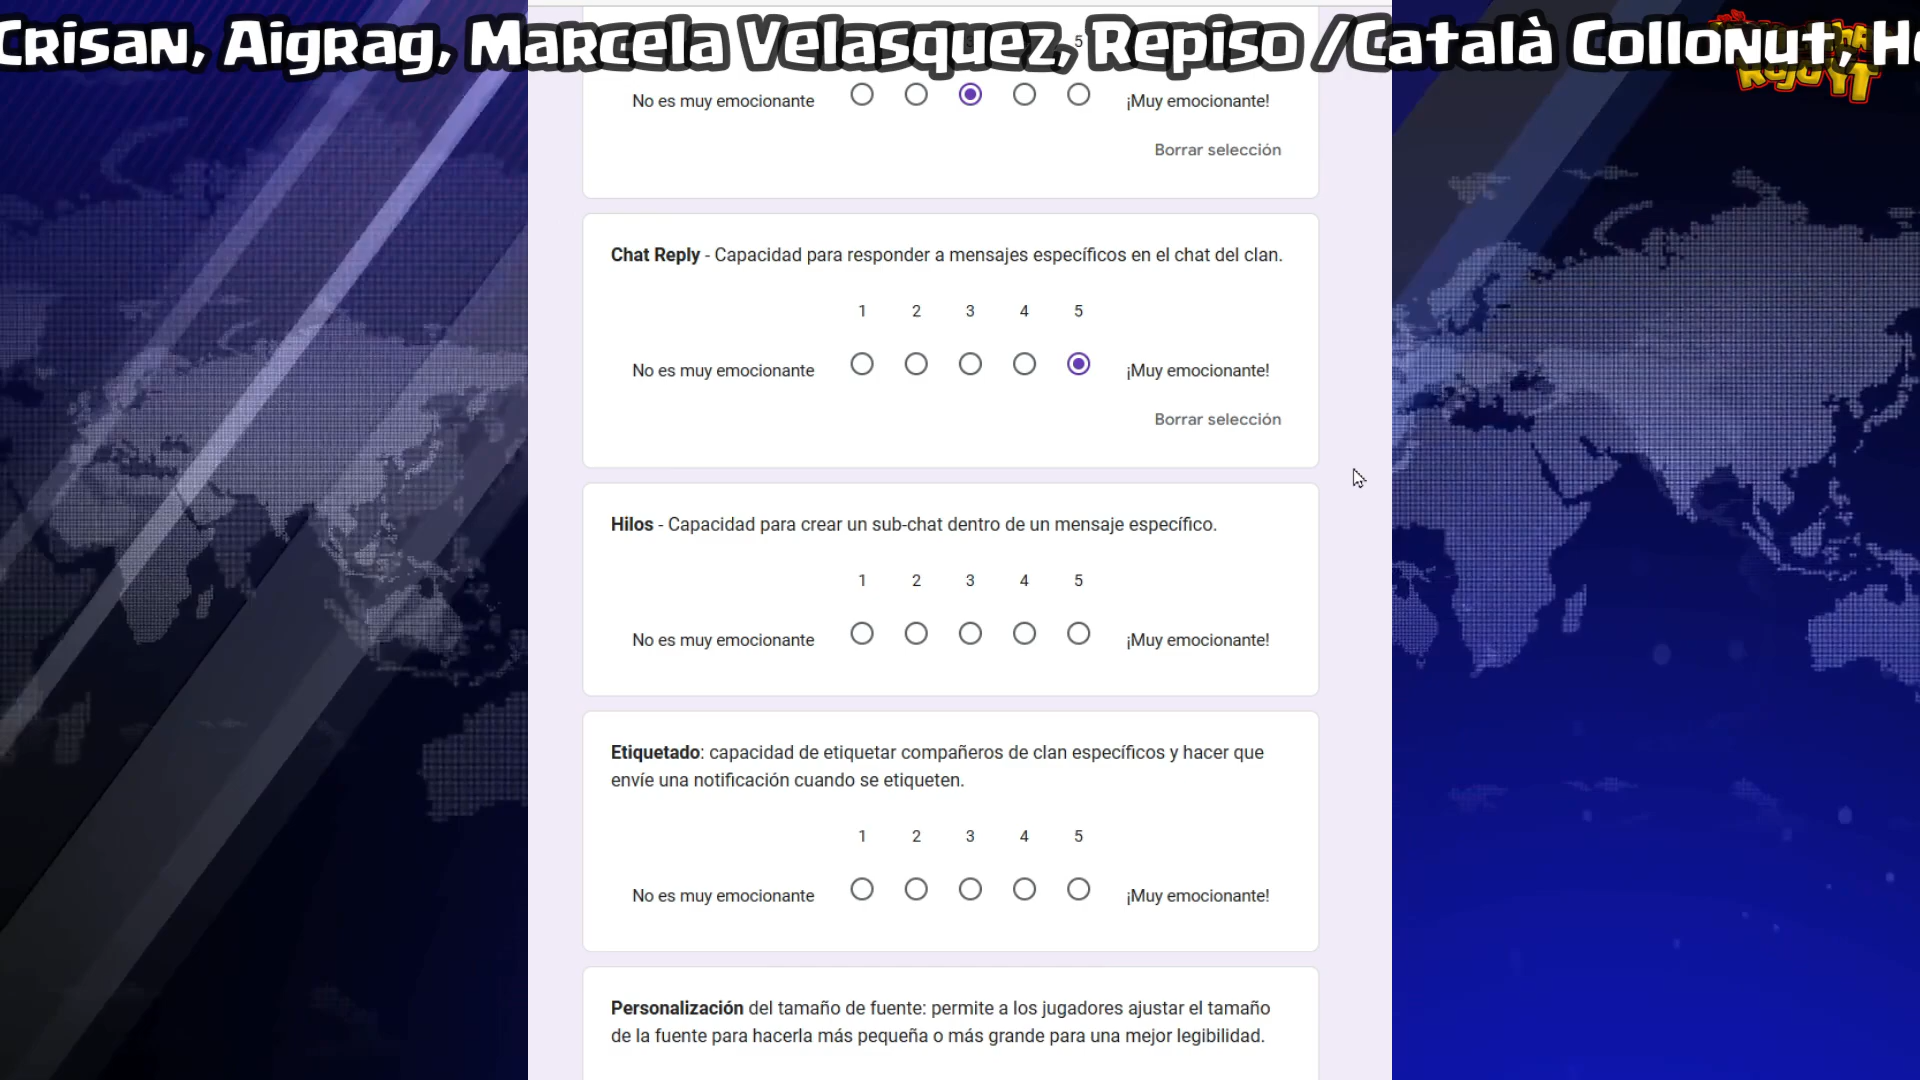 Crisan, Aigrag, Marcela Velasquez, Repiso /Català Collonut, H
5
No es muy emocionante ¡Muy emocionante!
Borrar selección
Chat Reply - Capacidad para responder a mensajes específicos en el chat del clan.
1 2 3 4 5
No es muy emocionante ¡Muy emocionante!
Borrar selección
Hilos - Capacidad para crear un sub-chat dentro de un mensaje específico.
1 2 3 4 5
No es muy emocionante ¡Muy emocionante!
Etiquetado: capacidad de etiquetar compañeros de clan específicos y hacer que
envíe una notificación cuando se etiqueten.
1 2 3 4 5
No es muy emocionante ¡Muy emocionante!
Personalización del tamaño de fuente: permite a los jugadores ajustar el tamaño
de la fuente para hacerla más pequeña o más grande para una mejor legibilidad.